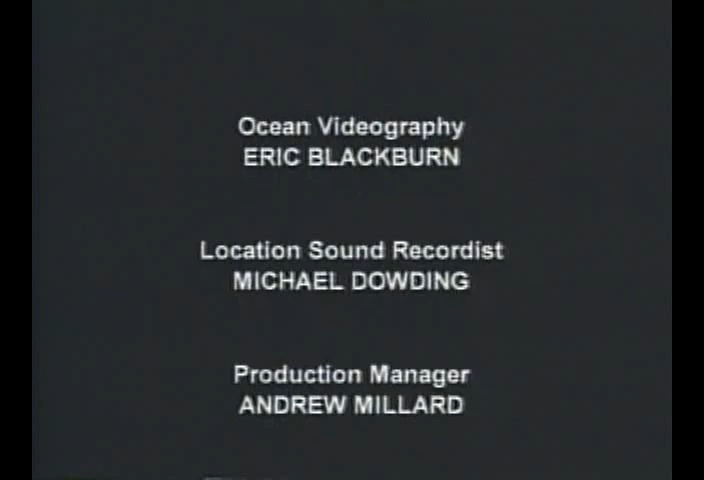 Ocean Videography
ERIC BLACKBURN
Location Sound Recordist
MICHAEL DOWDING
Production Manager
ANDREW MILLARD